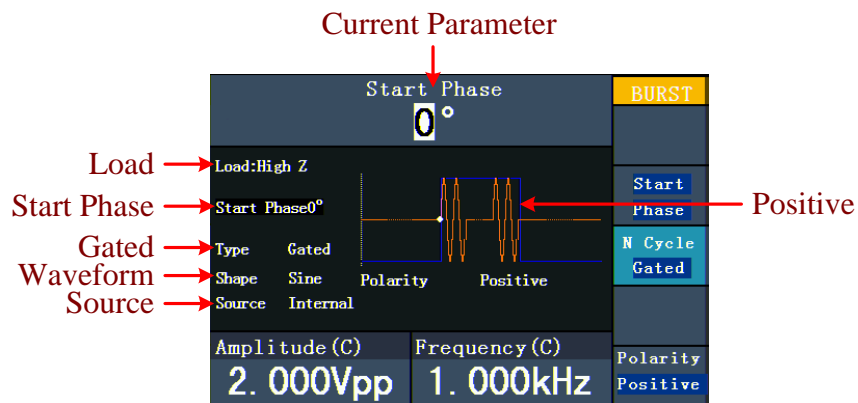 Current Parameter
Start Phase
0°
BURST
Load
Load:High Z
Start Phase
Start Phase0°
Start
Phase
Positive
Gated
Type Gated
N Cycle
Gated
Waveform
Shape Sine
Polarity Positive
Source
Source Internal
Amplitude(C)
Frequency(C)
2.000Vpp
1.000kHz
Polarity
Positive